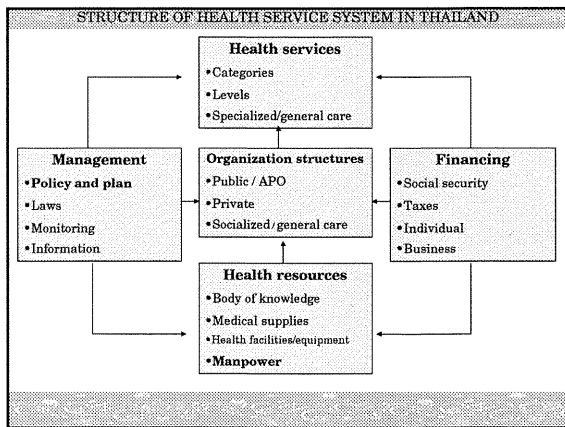 STRUCTURE OF HEALTH SERVICE SYSTEM IN THAILAND
Health services
•Categories
•Levels
•Specialized/general care
Management
•Policy and plan
•Laws
•Monitoring
•Information
Organization structures
•Public / APO
•Private
•Socialized/general care
Financing
•Social security
•Taxes
•Individual
•Business
Health resources
•Body of knowledge
•Medical supplies
•Health facilities/equipment
•Manpower